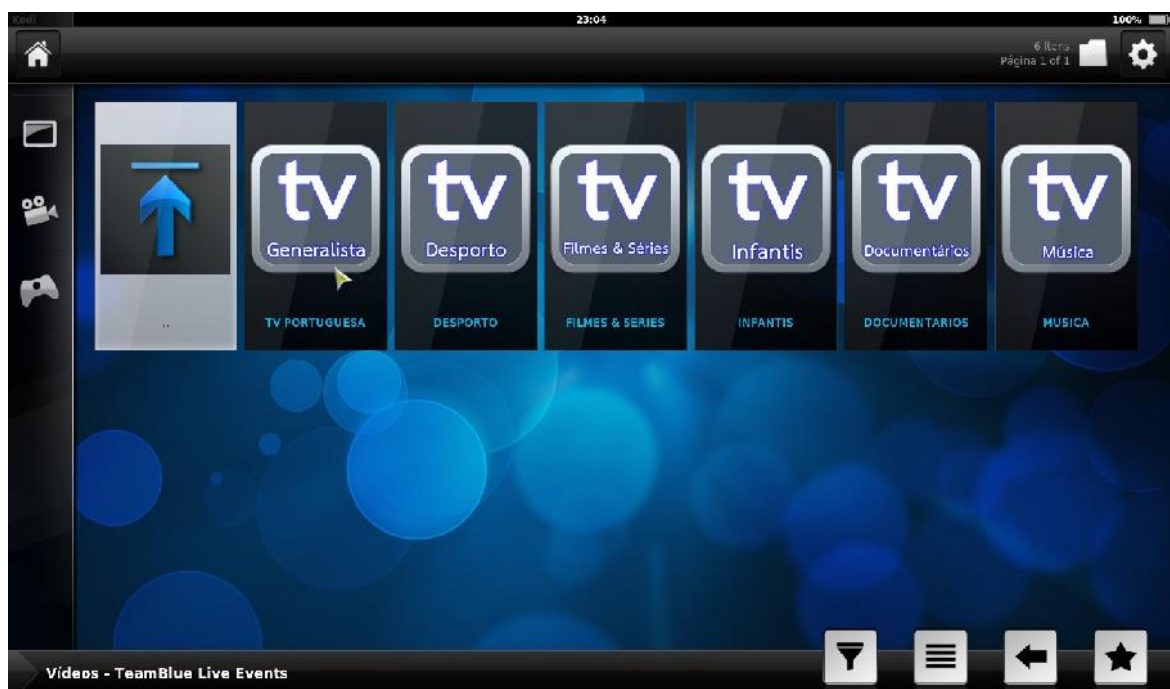 Kodi
23:04
100%
6 Itens
Página 1 of 1
tv
Generalista
tv
Desporto
tv
Filmes & Séries
tv
Infantis
tv
Documentários
tv
Música
..
TV PORTUGUESA
DESPORTO
FILMES & SERIES
INFANTIS
DOCUMENTARIOS
MUSICA
Vídeos - TeamBlue Live Events